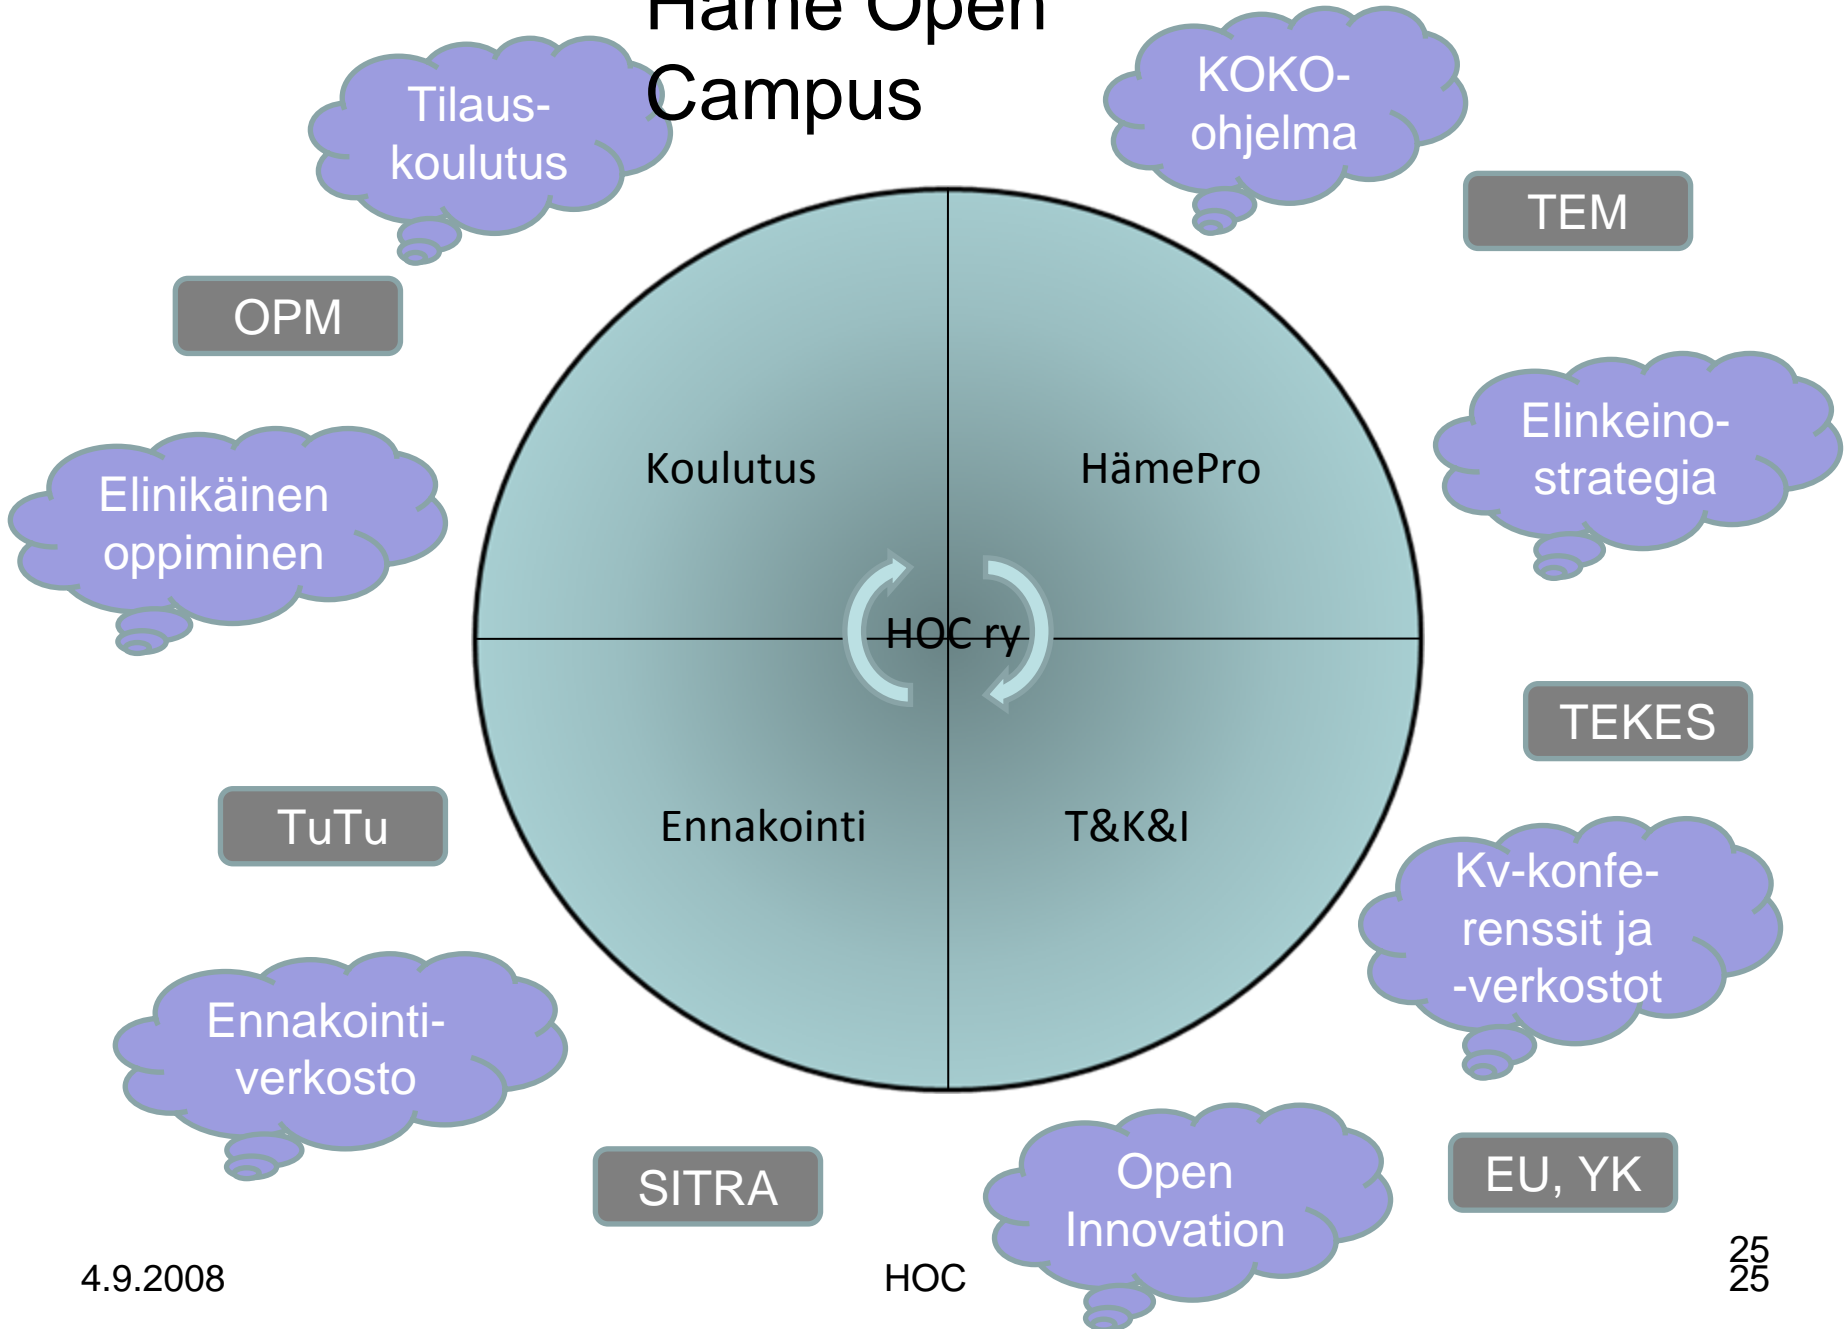 Häme Open
Campus
Tilaus-
koulutus
KOKO-
ohjelma
TEM
OPM
Elinkeino-
strategia
Elinikäinen
oppiminen
Koulutus
HämePro
HOC ry
TEKES
TuTu
Ennakointi
T&K&I
Kv-konfe-
renssit ja
-verkostot
Ennakointi-
verkosto
SITRA
Open
Innovation
EU, YK
4.9.2008
HOC
25
25